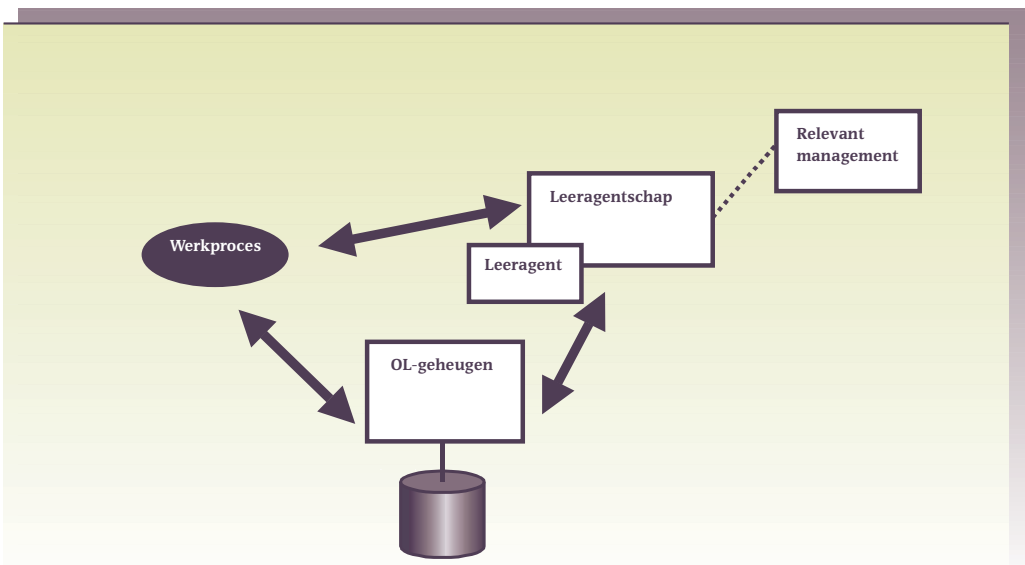 Relevant
management
Leeragentschap
Werkproces
Leeragent
OL-geheugen